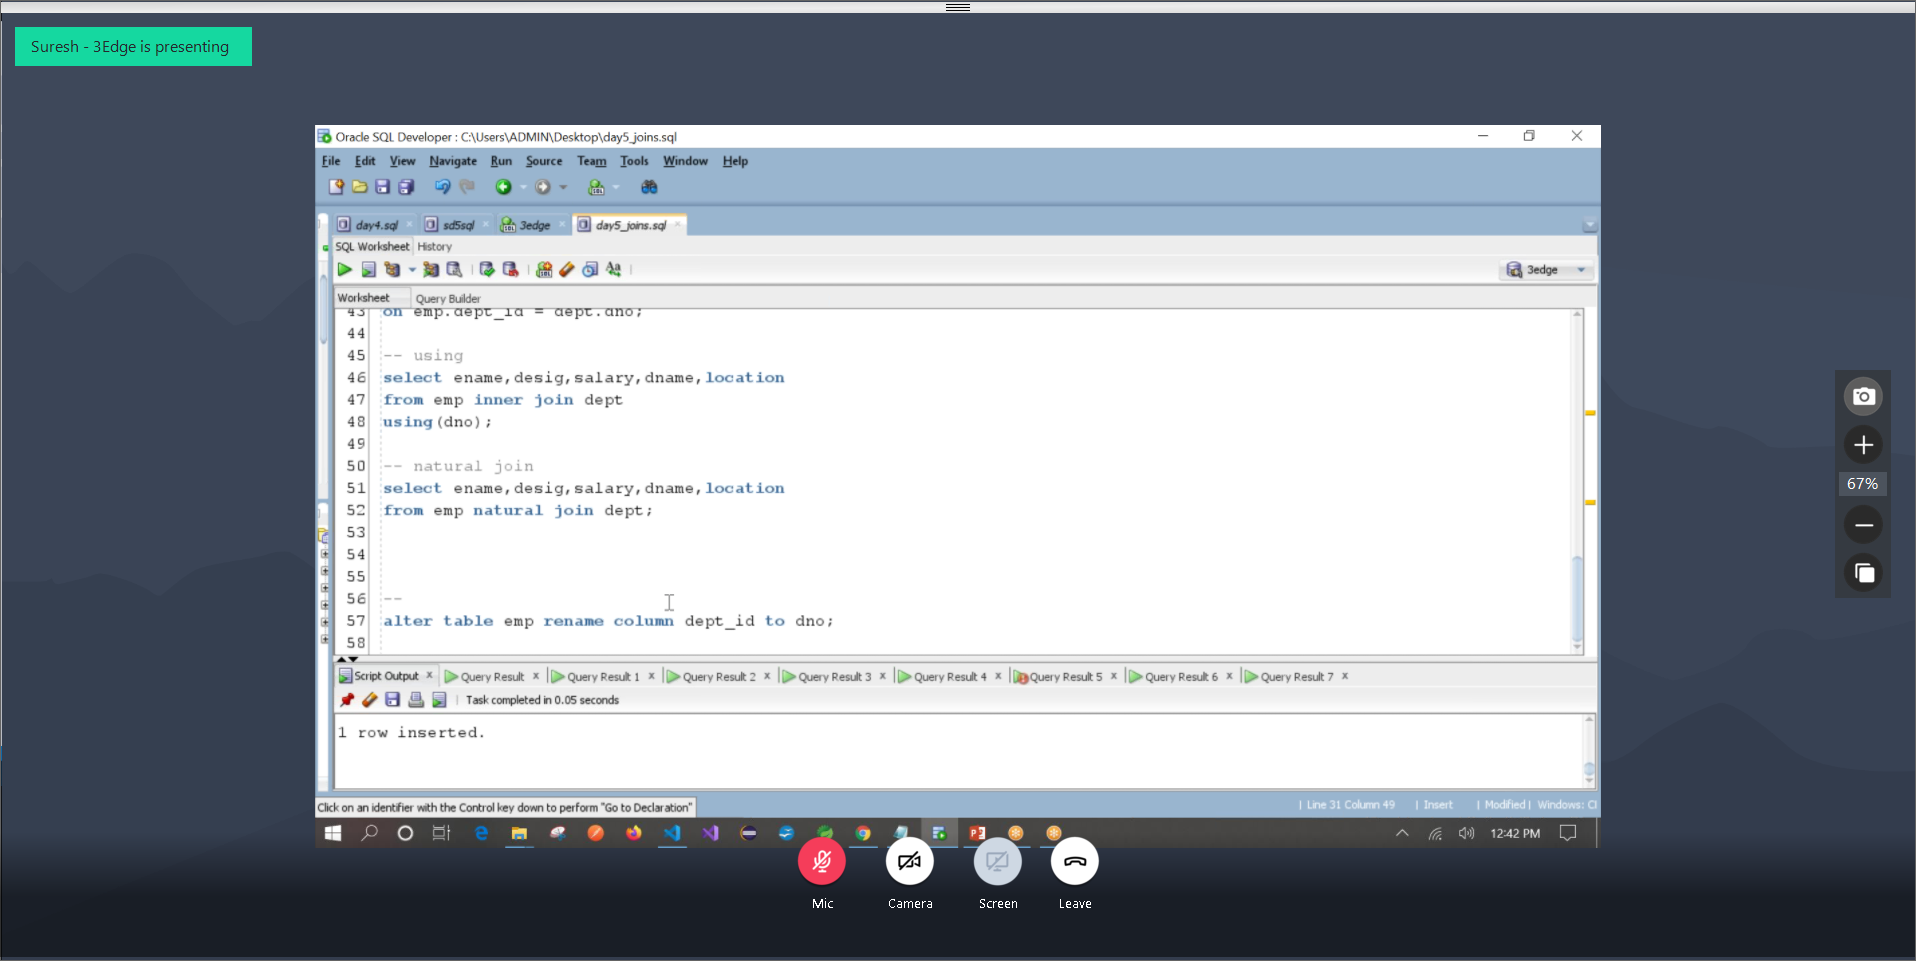 Suresh - 3Edge is presenting
Oracle SQL Developer : C:\Users\ADMIN\Desktop\day5_joins.sql
File Edit View Navigate Run Source Team Tools Window Help
day4.sql sd5sql 3edge day5_joins.sql
SQL Worksheet History
3edge
Worksheet Query Builder
43 on emp.dept_id = dept.dno;
44
45 -- using
46 select ename,desig,salary,dname,location
47 from emp inner join dept
48 using(dno);
49
50 -- natural join
51 select ename,desig,salary,dname,location
52 from emp natural join dept;
53
54
55
56 --
57 alter table emp rename column dept_id to dno;
58
Script Output Query Result Query Result 1 Query Result 2 Query Result 3 Query Result 4 Query Result 5 Query Result 6 Query Result 7
Task completed in 0.05 seconds
1 row inserted.
Click on an identifier with the Control key down to perform "Go to Declaration"
Line 31 Column 49 Insert Modified Windows: Cl
12:42 PM
67%
Mic Camera Screen Leave